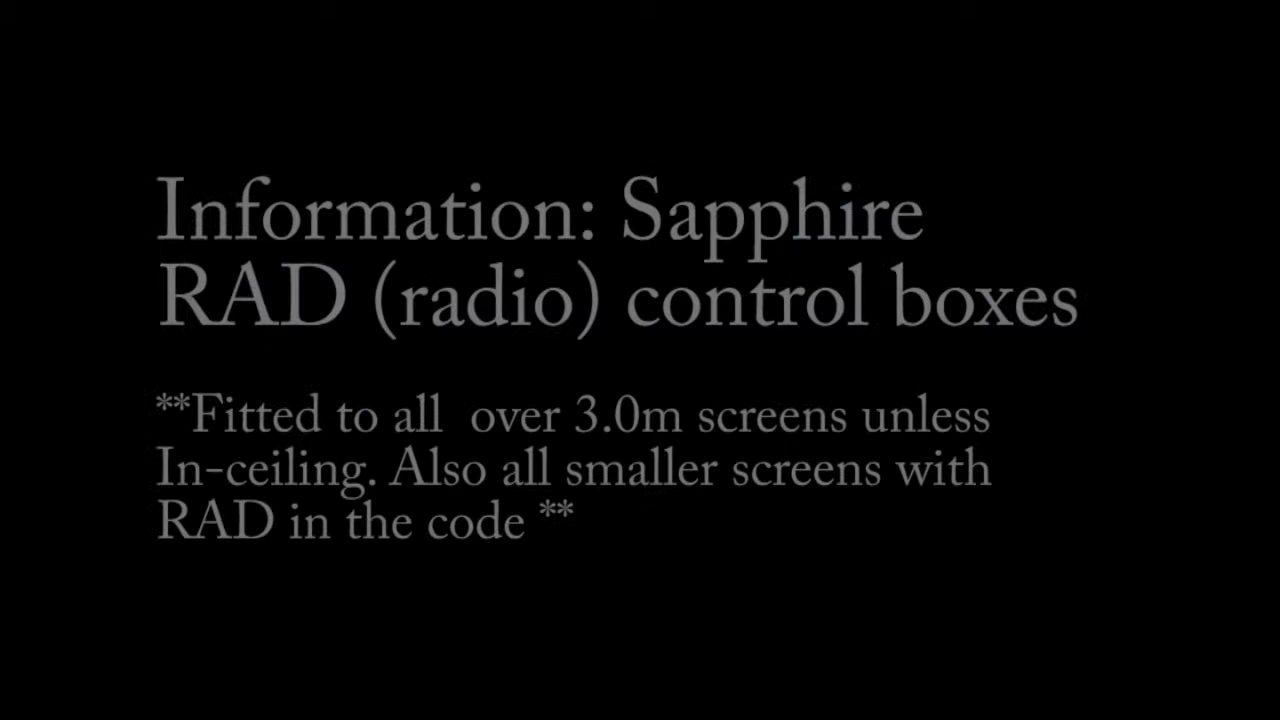 Information: Sapphire
RAD (radio) control boxes
**Fitted to all  over 3.0m screens unless
In-ceiling. Also all smaller screens with
RAD in the code **